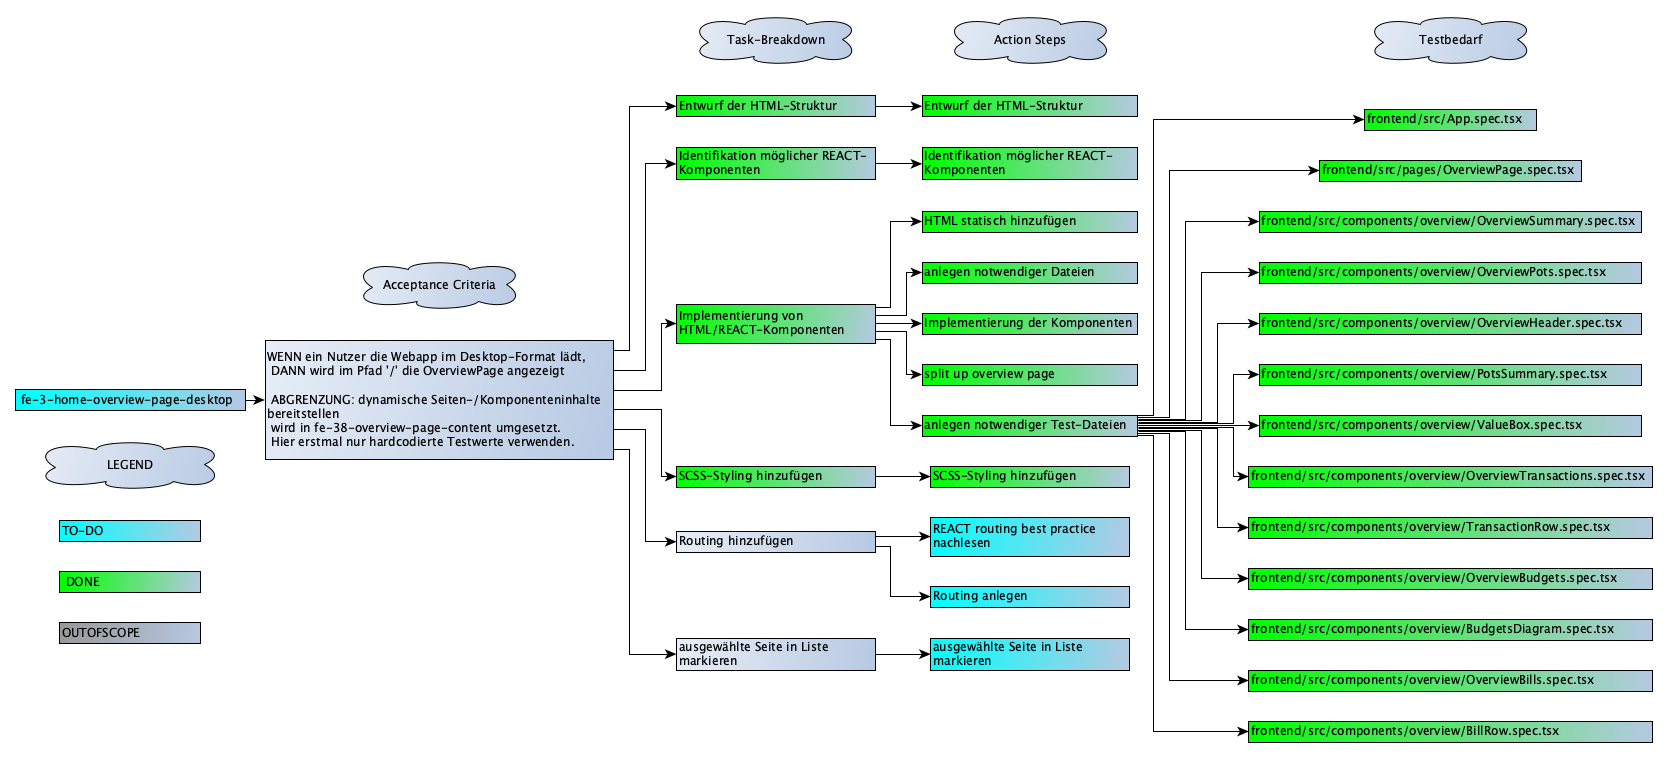 Task-Breakdown
Action Steps
Testbedarf
Entwurf der HTML-Struktur
Entwurf der HTML-Struktur
frontend/src/App.spec.tsx
Identifikation möglicher REACT-
Komponenten
Identifikation möglicher REACT-
Komponenten
frontend/src/pages/OverviewPage.spec.tsx
HTML statisch hinzufügen
frontend/src/components/overview/OverviewSummary.spec.tsx
anlegen notwendiger Dateien
frontend/src/components/overview/OverviewPots.spec.tsx
Acceptance Criteria
Implementierung von
HTML/REACT-Komponenten
Implementierung der Komponenten
frontend/src/components/overview/OverviewHeader.spec.tsx
WENN ein Nutzer die Webapp im Desktop-Format lädt,
DANN wird im Pfad '/' die OverviewPage angezeigt
ABGRENZUNG: dynamische Seiten-/Komponenteninhalte
bereitstellen
wird in fe-38-overview-page-content umgesetzt.
Hier erstmal nur hardcodierte Testwerte verwenden.
split up overview page
frontend/src/components/overview/PotsSummary.spec.tsx
fe-3-home-overview-page-desktop
anlegen notwendiger Test-Dateien
frontend/src/components/overview/ValueBox.spec.tsx
LEGEND
SCSS-Styling hinzufügen
SCSS-Styling hinzufügen
frontend/src/components/overview/OverviewTransactions.spec.tsx
TO-DO
Routing hinzufügen
REACT routing best practice
nachlesen
frontend/src/components/overview/TransactionRow.spec.tsx
DONE
Routing anlegen
frontend/src/components/overview/OverviewBudgets.spec.tsx
OUTOFSCOPE
frontend/src/components/overview/BudgetsDiagram.spec.tsx
ausgewählte Seite in Liste
markieren
ausgewählte Seite in Liste
markieren
frontend/src/components/overview/OverviewBills.spec.tsx
frontend/src/components/overview/BillRow.spec.tsx